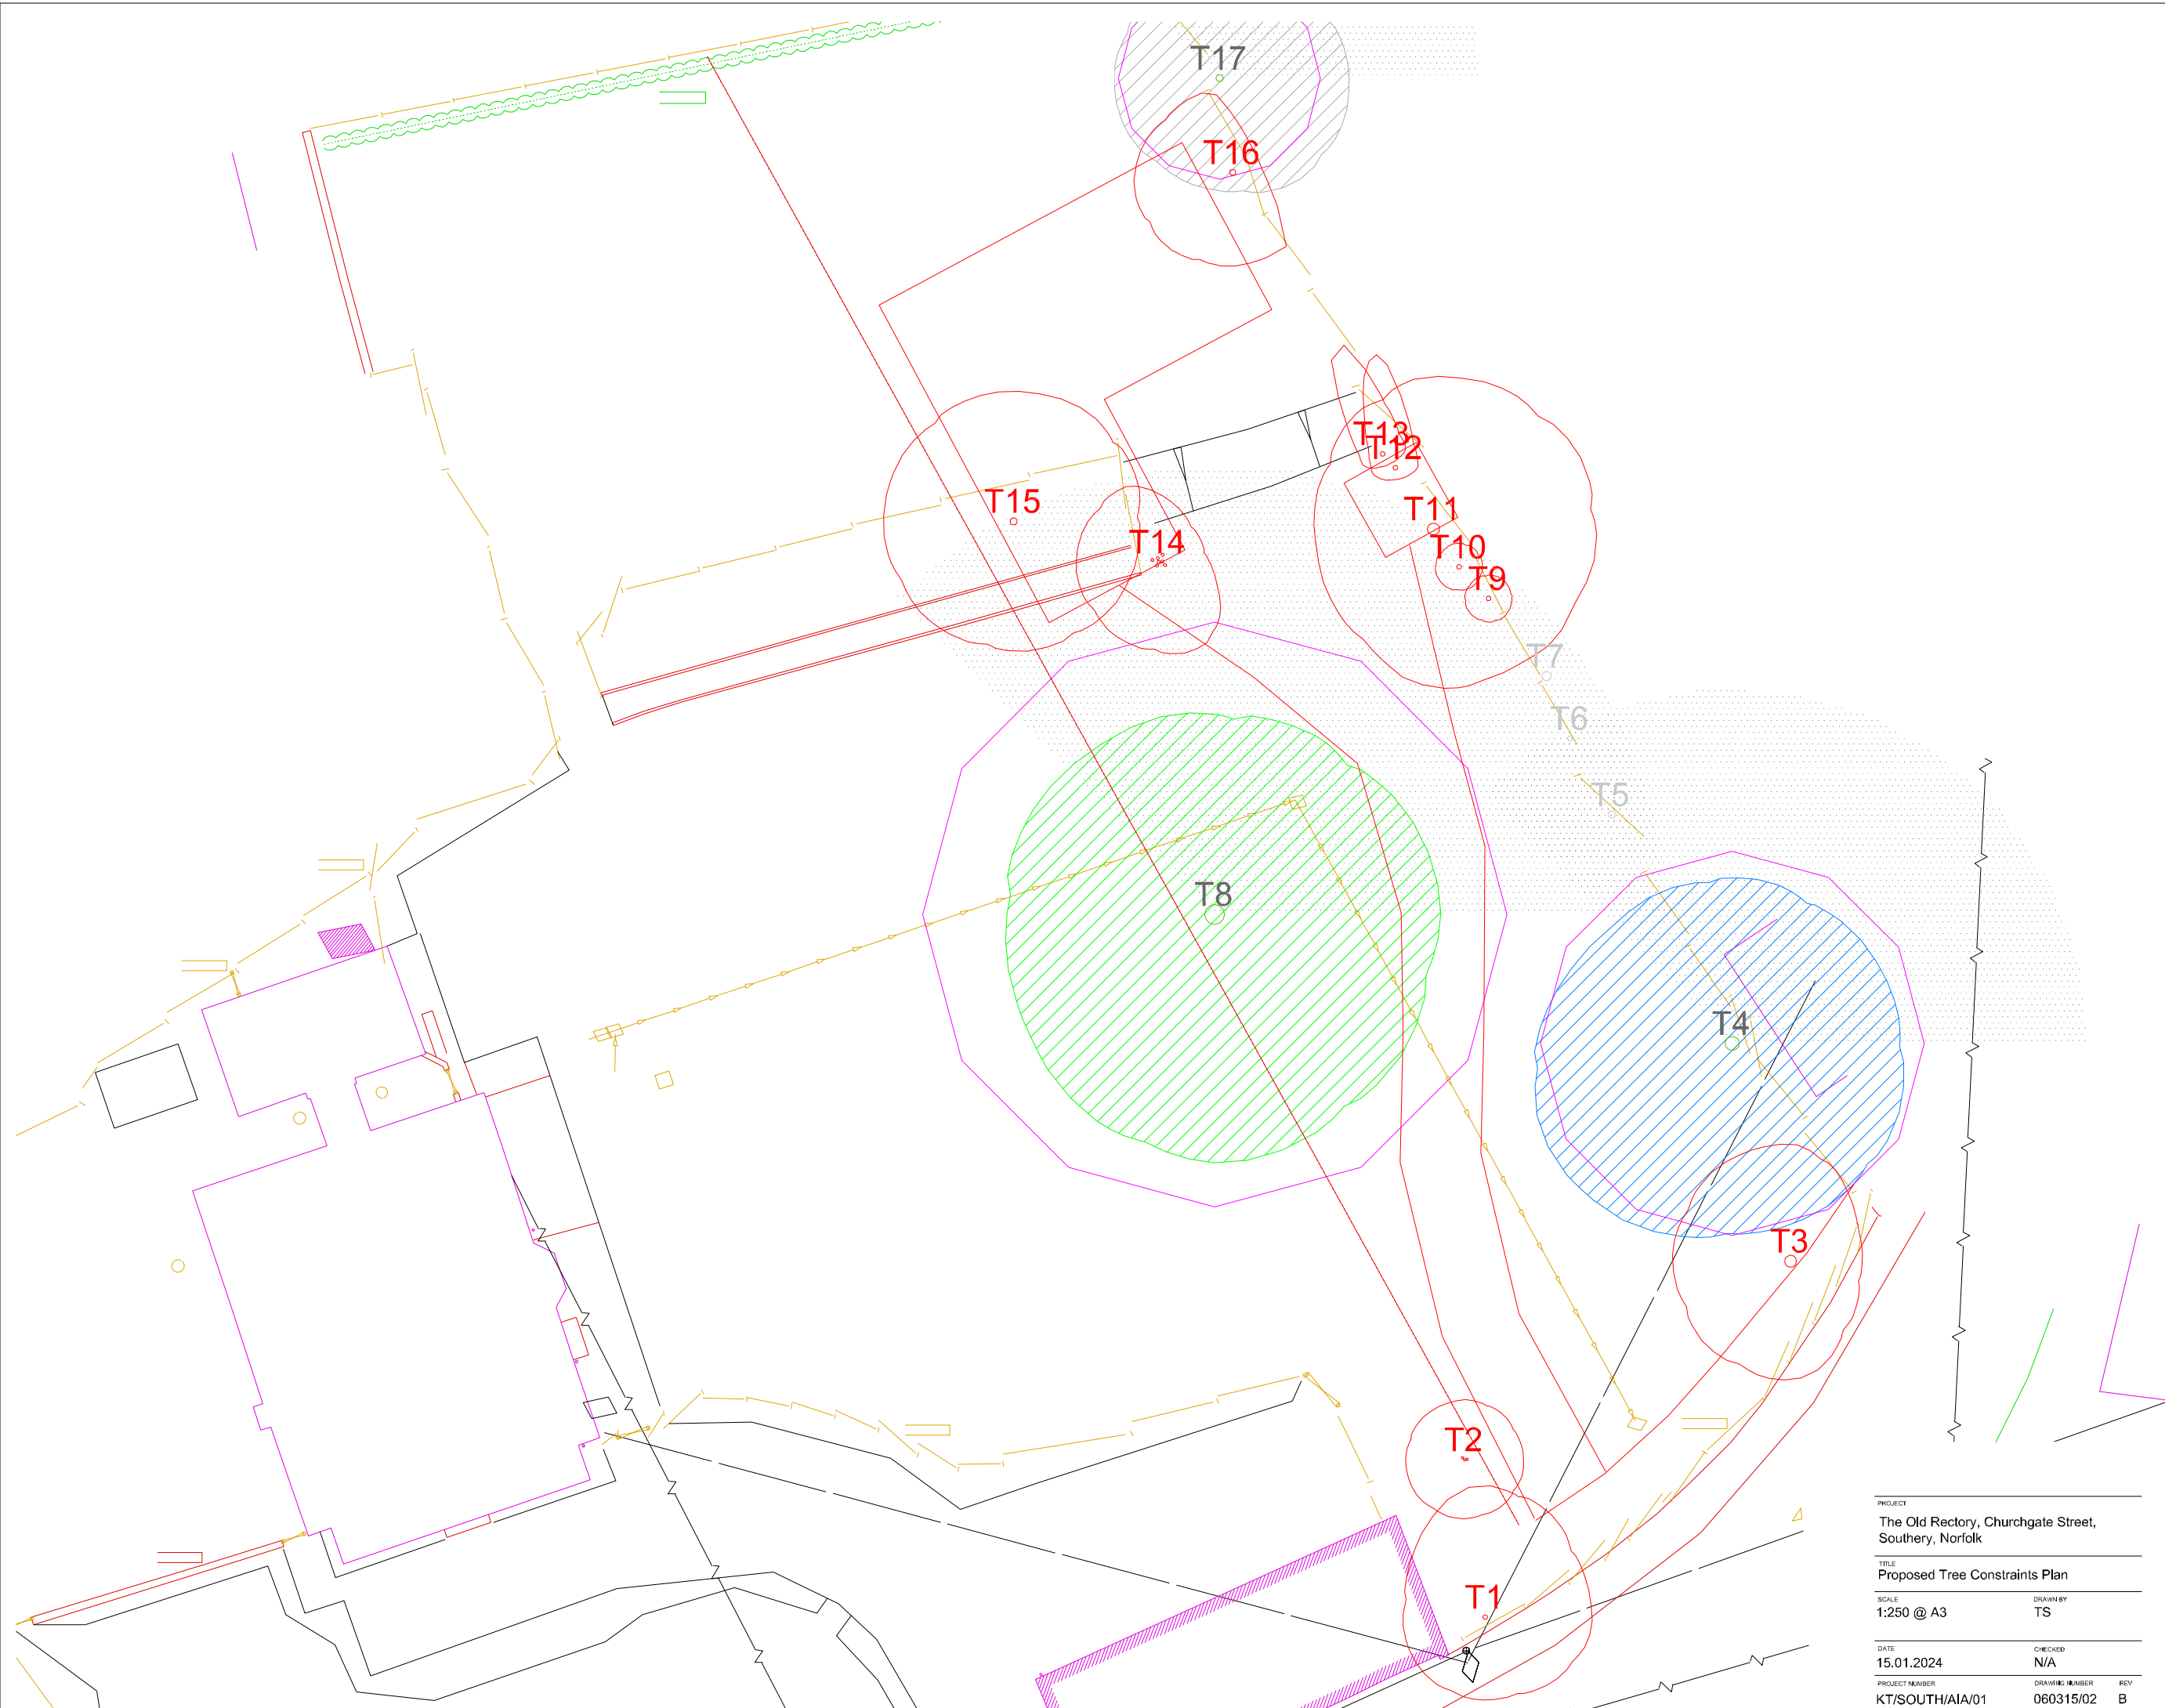 T17
T16
T13
T12
T15
T11
T14
T10
T9
T7
T6
T5
T8
T4
T3
T2
T1
PROJECT
The Old Rectory, Churchgate Street,
Southery, Norfolk
TITLE
Proposed Tree Constraints Plan
SCALE DRAWN BY
1:250 @ A3 TS
DATE CHECKED
15.01.2024 N/A
PROJECT NUMBER DRAWING NUMBER REV
KT/SOUTH/AIA/01 060315/02 B